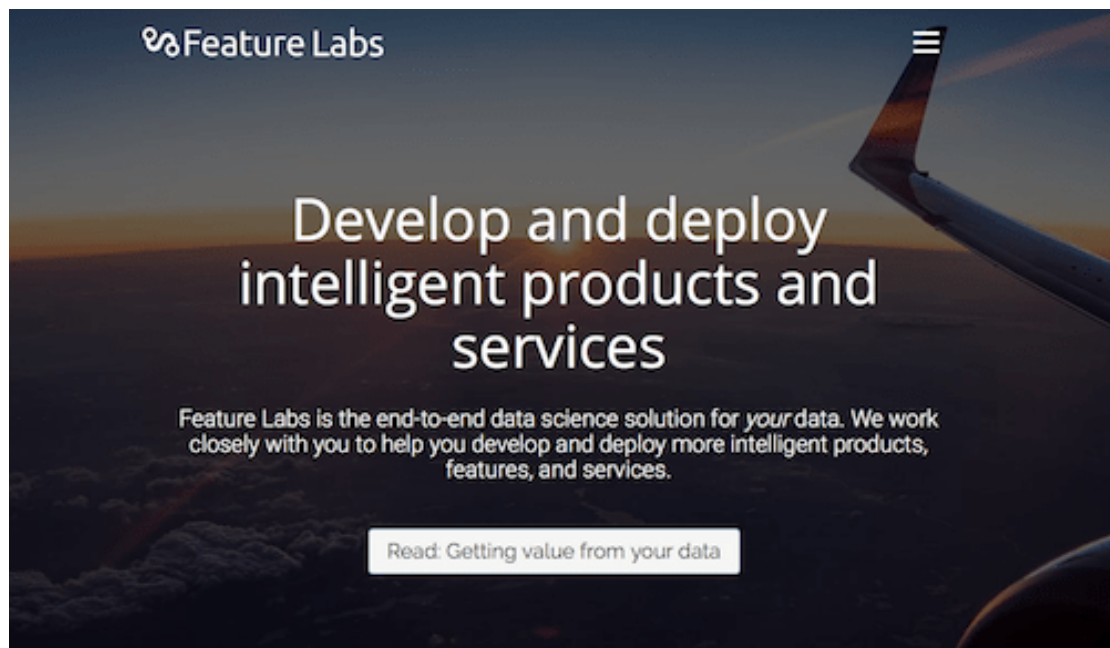 Feature Labs
Develop and deploy
intelligent products and
services
Feature Labs is the end-to-end data science solution for your data. We work
closely with you to help you develop and deploy more intelligent products,
features, and services.
Read: Getting value from your data